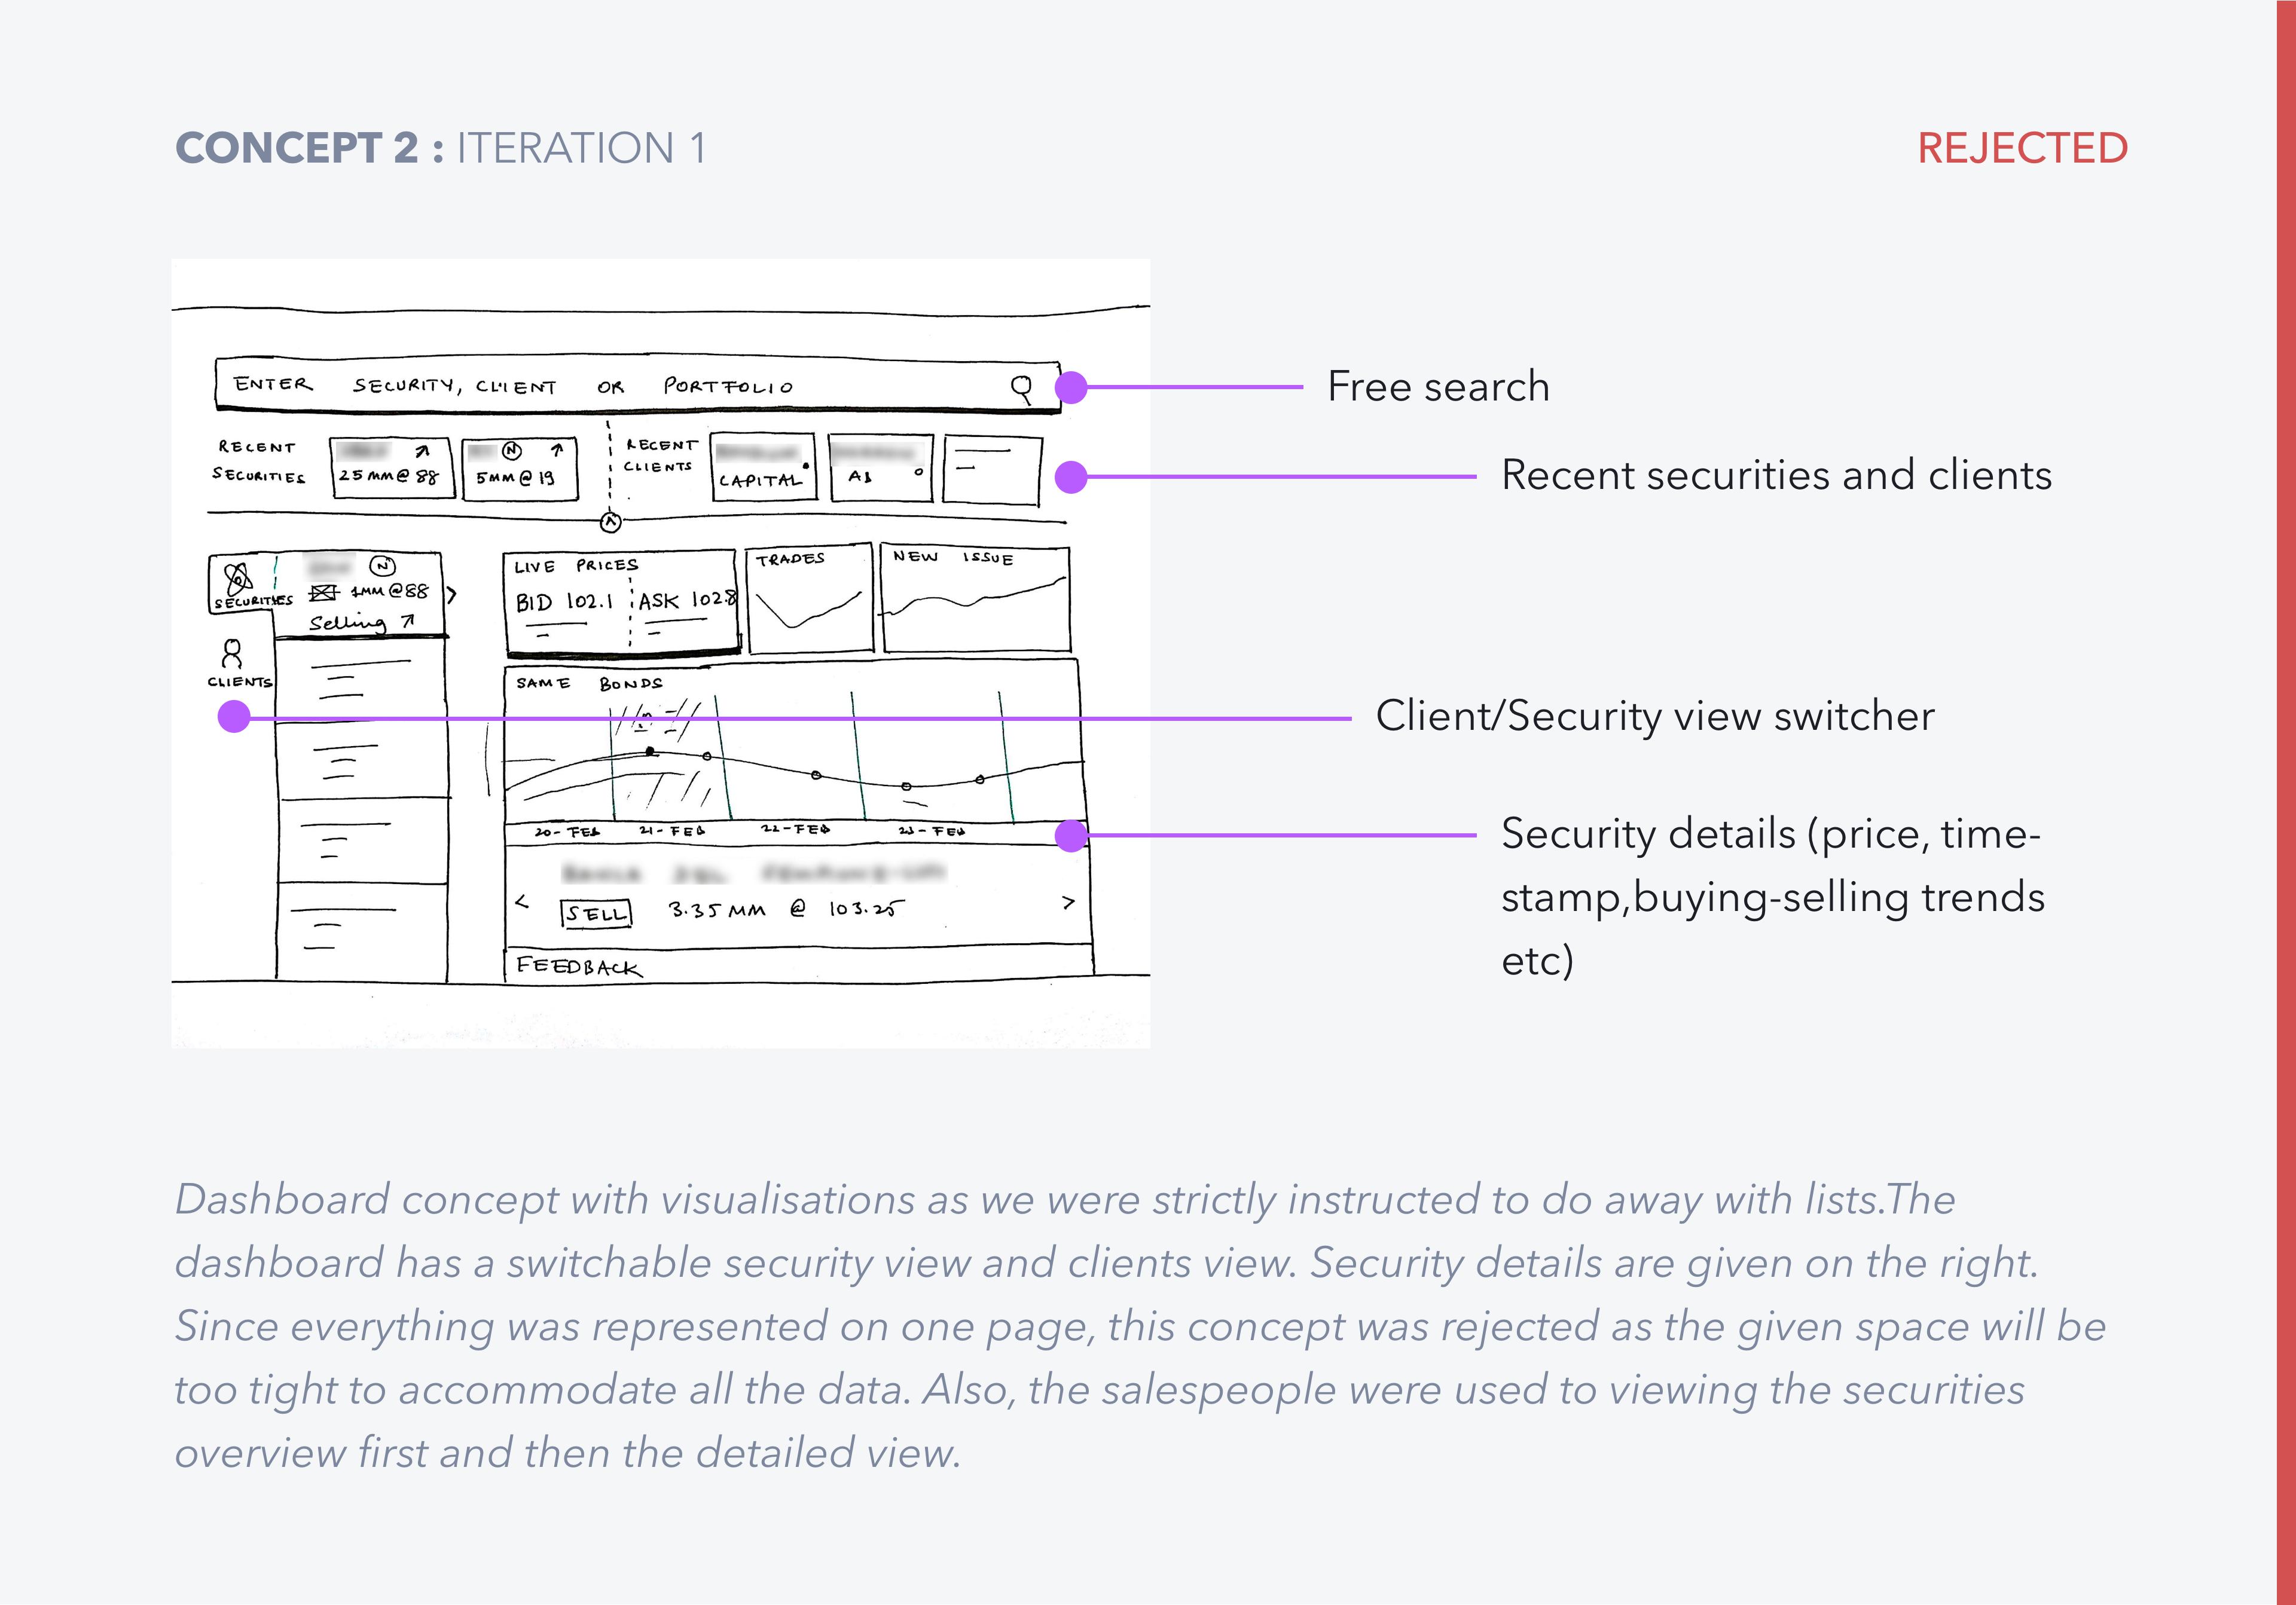 CONCEPT 2 : ITERATION 1
REJECTED
ENTER SECURITY, CLIENT OR PORTFOLIO
Free search
RECENT SECURITIES
25 MM @ 88
N
5MM @ 19
RECENT CLIENTS
CAPITAL
Recent securities and clients
SECURITIES
N
1MM @88
Selling
CLIENTS
LIVE PRICES
BID 102.1
ASK 102.8
TRADES
NEW ISSUE
SAME BONDS
Client/Security view switcher
20-FEB 21-FEB 22-FEB 23-FEB
Security details (price, time-
stamp,buying-selling trends
etc)
< SELL 3.35 MM @ 103.25 >
FEEDBACK
Dashboard concept with visualisations as we were strictly instructed to do away with lists.The
dashboard has a switchable security view and clients view. Security details are given on the right.
Since everything was represented on one page, this concept was rejected as the given space will be
too tight to accommodate all the data. Also, the salespeople were used to viewing the securities
overview first and then the detailed view.